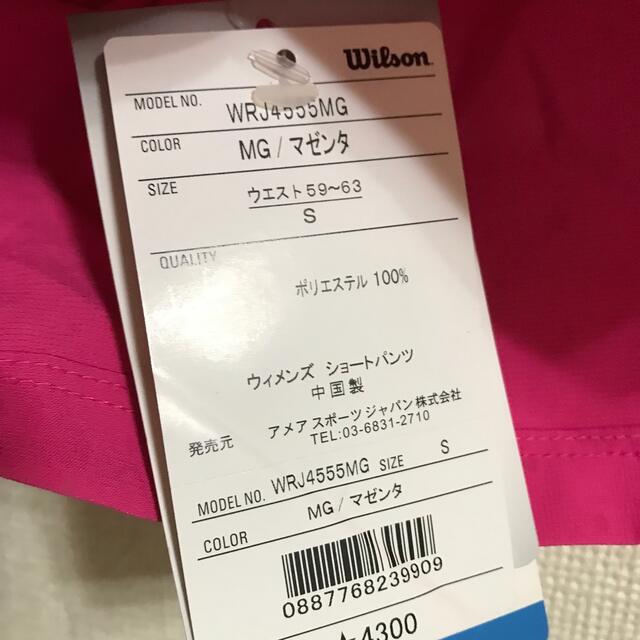 Wilson
MODEL NO. WRJ4555MG
COLOR MG / マゼンタ
SIZE ウエスト59〜63
S
QUALITY
ポリエステル 100%
ウィメンズ ショートパンツ
中国製
発売元 アメア スポーツ ジャパン 株式会社
TEL:03-6831-2710
MODEL NO. WRJ4555MG SIZE S
COLOR MG / マゼンタ
0887768239909
4300